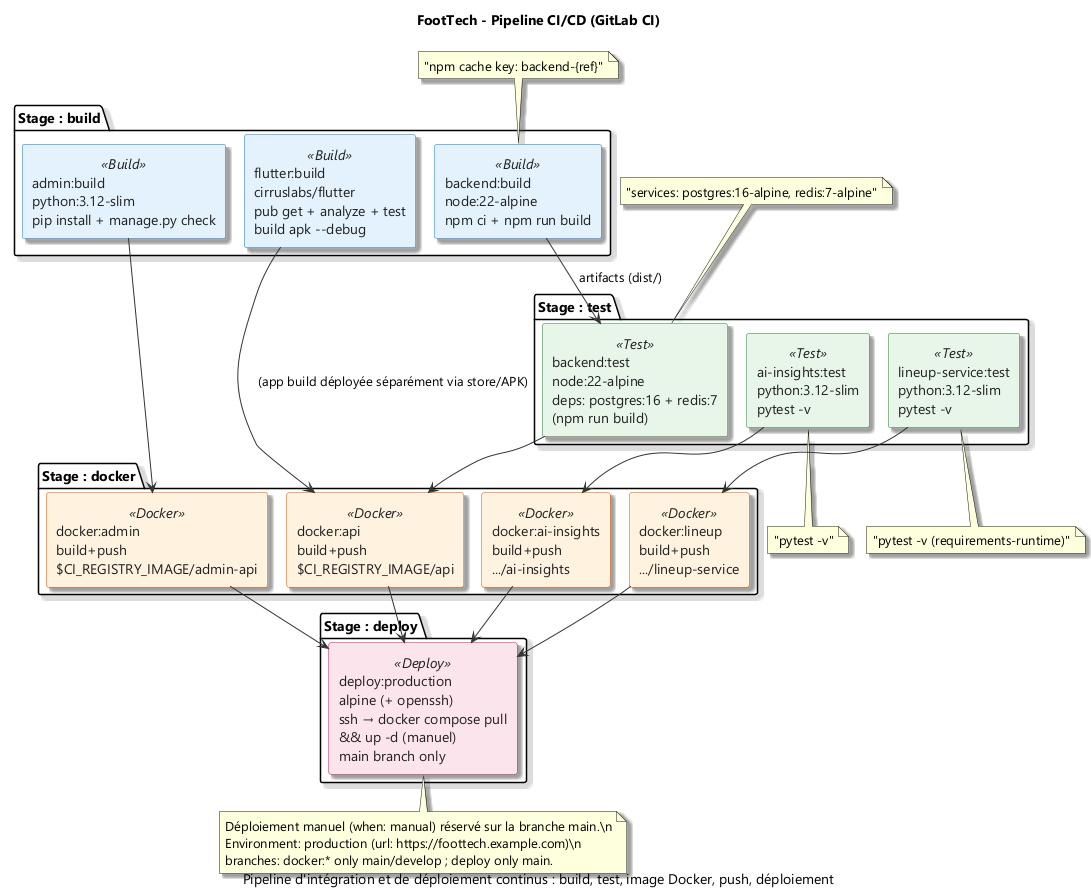 FootTech - Pipeline CI/CD (GitLab CI)
"npm cache key: backend-{ref}"
Stage : build
«Build»
admin:build
python:3.12-slim
pip install + manage.py check
«Build»
flutter:build
cirruslabs/flutter
pub get + analyze + test
build apk --debug
«Build»
backend:build
node:22-alpine
npm ci + npm run build
"services: postgres:16-alpine, redis:7-alpine"
artifacts (dist/)
Stage : test
«Test»
backend:test
node:22-alpine
deps: postgres:16 + redis:7
(npm run build)
«Test»
ai-insights:test
python:3.12-slim
pytest -v
«Test»
lineup-service:test
python:3.12-slim
pytest -v
(app build déployée séparément via store/APK)
Stage : docker
«Docker»
docker:admin
build+push
$CI_REGISTRY_IMAGE/admin-api
«Docker»
docker:api
build+push
$CI_REGISTRY_IMAGE/api
«Docker»
docker:ai-insights
build+push
.../ai-insights
«Docker»
docker:lineup
build+push
.../lineup-service
"pytest -v"
"pytest -v (requirements-runtime)"
Stage : deploy
«Deploy»
deploy:production
alpine (+ openssh)
ssh → docker compose pull
&& up -d (manuel)
main branch only
Déploiement manuel (when: manual) réservé sur la branche main.\n
Environment: production (url: https://foottech.example.com)\n
branches: docker:* only main/develop ; deploy only main.
Pipeline d'intégration et de déploiement continus : build, test, image Docker, push, déploiement